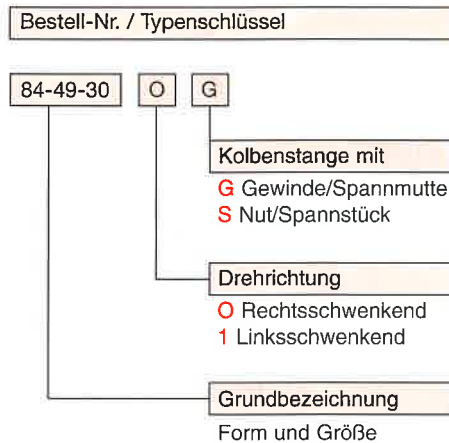 Bestell-Nr. / Typenschlüssel
84-49-30 O G
Kolbenstange mit
G Gewinde/Spannmutte
S Nut/Spannstück
Drehrichtung
O Rechtsschwenkend
1 Linksschwenkend
Grundbezeichnung
Form und Größe